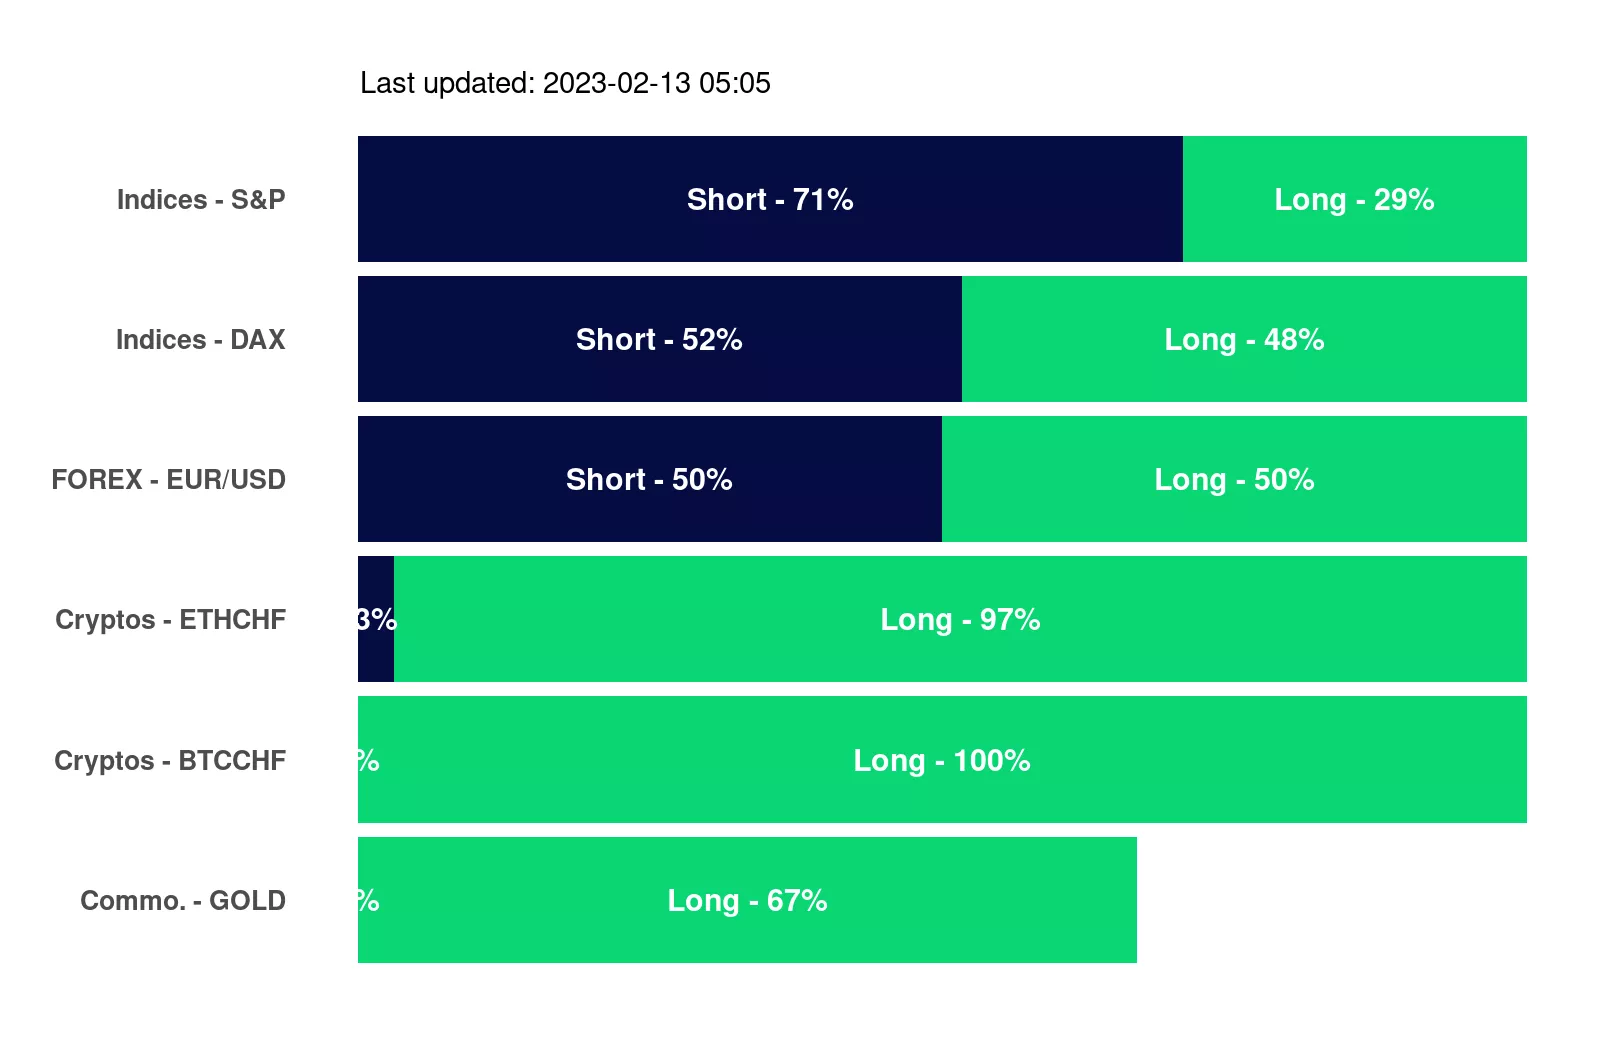 Last updated: 2023-02-13 05:05
Indices - S&P Short - 71% Long - 29%
Indices - DAX Short - 52% Long - 48%
FOREX - EUR/USD Short - 50% Long - 50%
Cryptos - ETHCHF 3% Long - 97%
Cryptos - BTCCHF % Long - 100%
Commo. - GOLD % Long - 67%